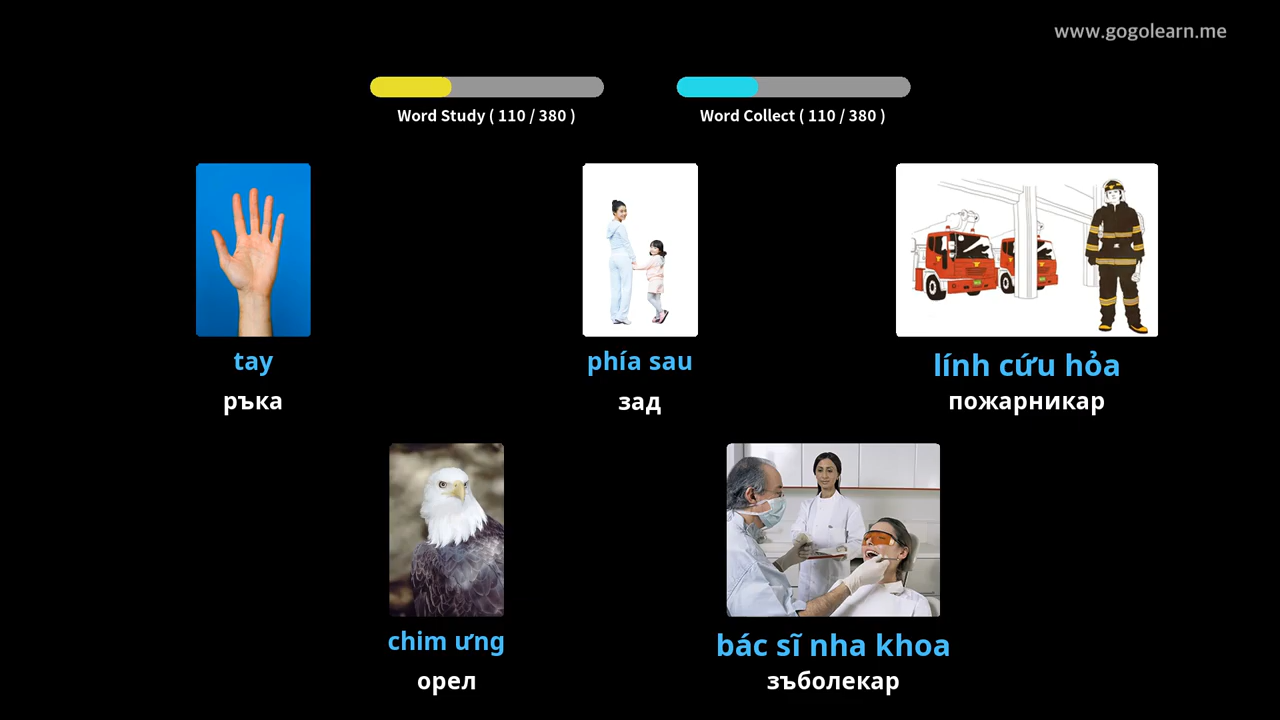 www.gogolearn.me
Word Study ( 110 / 380 )
Word Collect ( 110 / 380 )
tay
ръка
phía sau
зад
lính cứu hỏa
пожарникар
chim ưng
орел
bác sĩ nha khoa
зъболекар